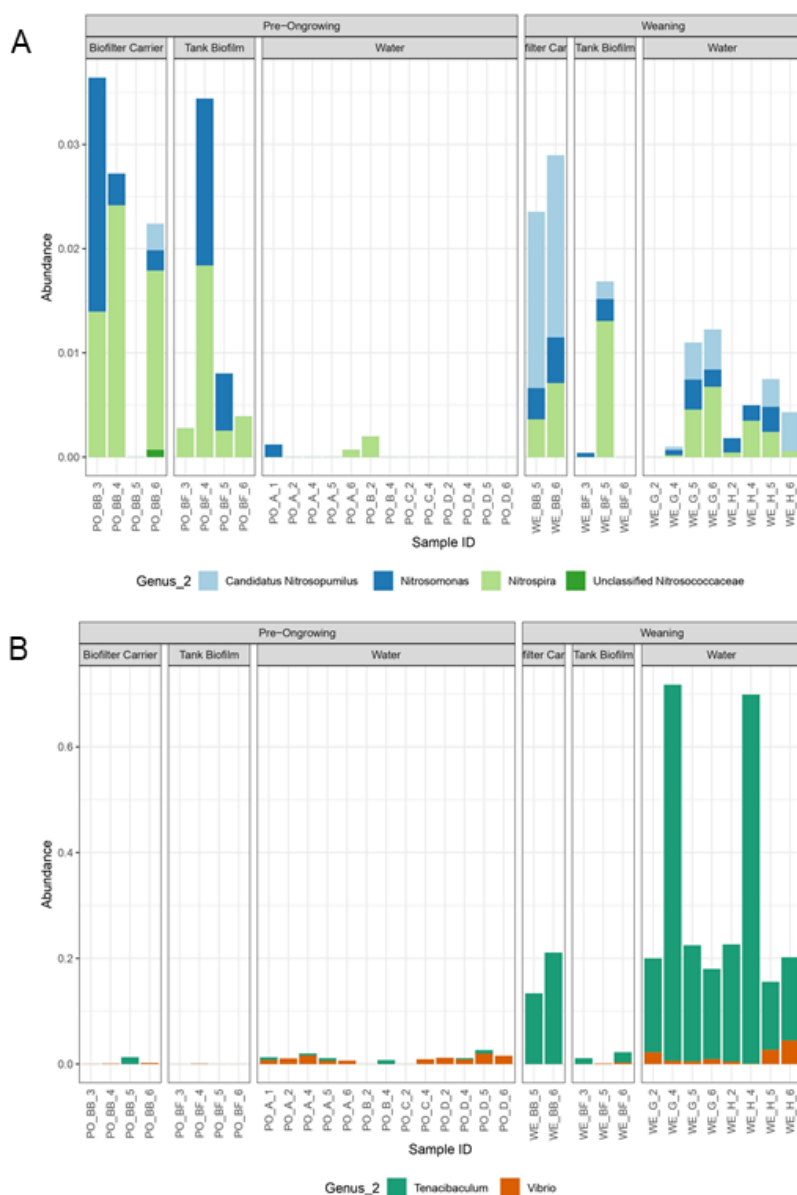 A
Pre-Ongrowing Weaning
Biofilter Carrier Tank Biofilm Water filter Car Tank Biofilm Water
Abundance
0.03
0.02
0.01
0.00
PO_BB_3 PO_BB_4 PO_BB_5 PO_BB_6 PO_BF_3 PO_BF_4 PO_BF_5 PO_BF_6 PO_A_1 PO_A_2 PO_A_4 PO_A_5 PO_A_6 PO_B_2 PO_B_4 PO_C_2 PO_C_4 PO_D_2 PO_D_4 PO_D_5 PO_D_6 WE_BB_5 WE_BB_6 WE_BF_3 WE_BF_5 WE_BF_6 WE_G_2 WE_G_4 WE_G_5 WE_G_6 WE_H_2 WE_H_4 WE_H_5 WE_H_6
Sample ID
Genus_2 Candidatus Nitrosopumilus Nitrosomonas Nitrospira Unclassified Nitrosococcaceae
B
Pre-Ongrowing Weaning
Biofilter Carrier Tank Biofilm Water filter Car Tank Biofilm Water
Abundance
0.6
0.4
0.2
0.0
PO_BB_3 PO_BB_4 PO_BB_5 PO_BB_6 PO_BF_3 PO_BF_4 PO_BF_5 PO_BF_6 PO_A_1 PO_A_2 PO_A_4 PO_A_5 PO_A_6 PO_B_2 PO_B_4 PO_C_2 PO_C_4 PO_D_2 PO_D_4 PO_D_5 PO_D_6 WE_BB_5 WE_BB_6 WE_BF_3 WE_BF_5 WE_BF_6 WE_G_2 WE_G_4 WE_G_5 WE_G_6 WE_H_2 WE_H_4 WE_H_5 WE_H_6
Sample ID
Genus_2 Tenacibaculum Vibrio